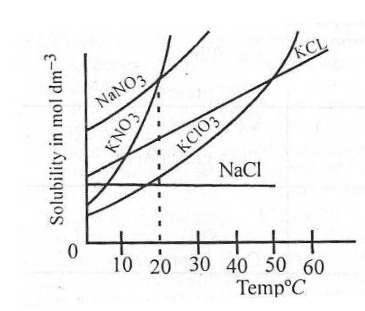 Solubility in mol dm⁻³
NaNO₃
KNO₃
KCL
KClO₃
NaCl
0
10 20 30 40 50 60
Temp°C